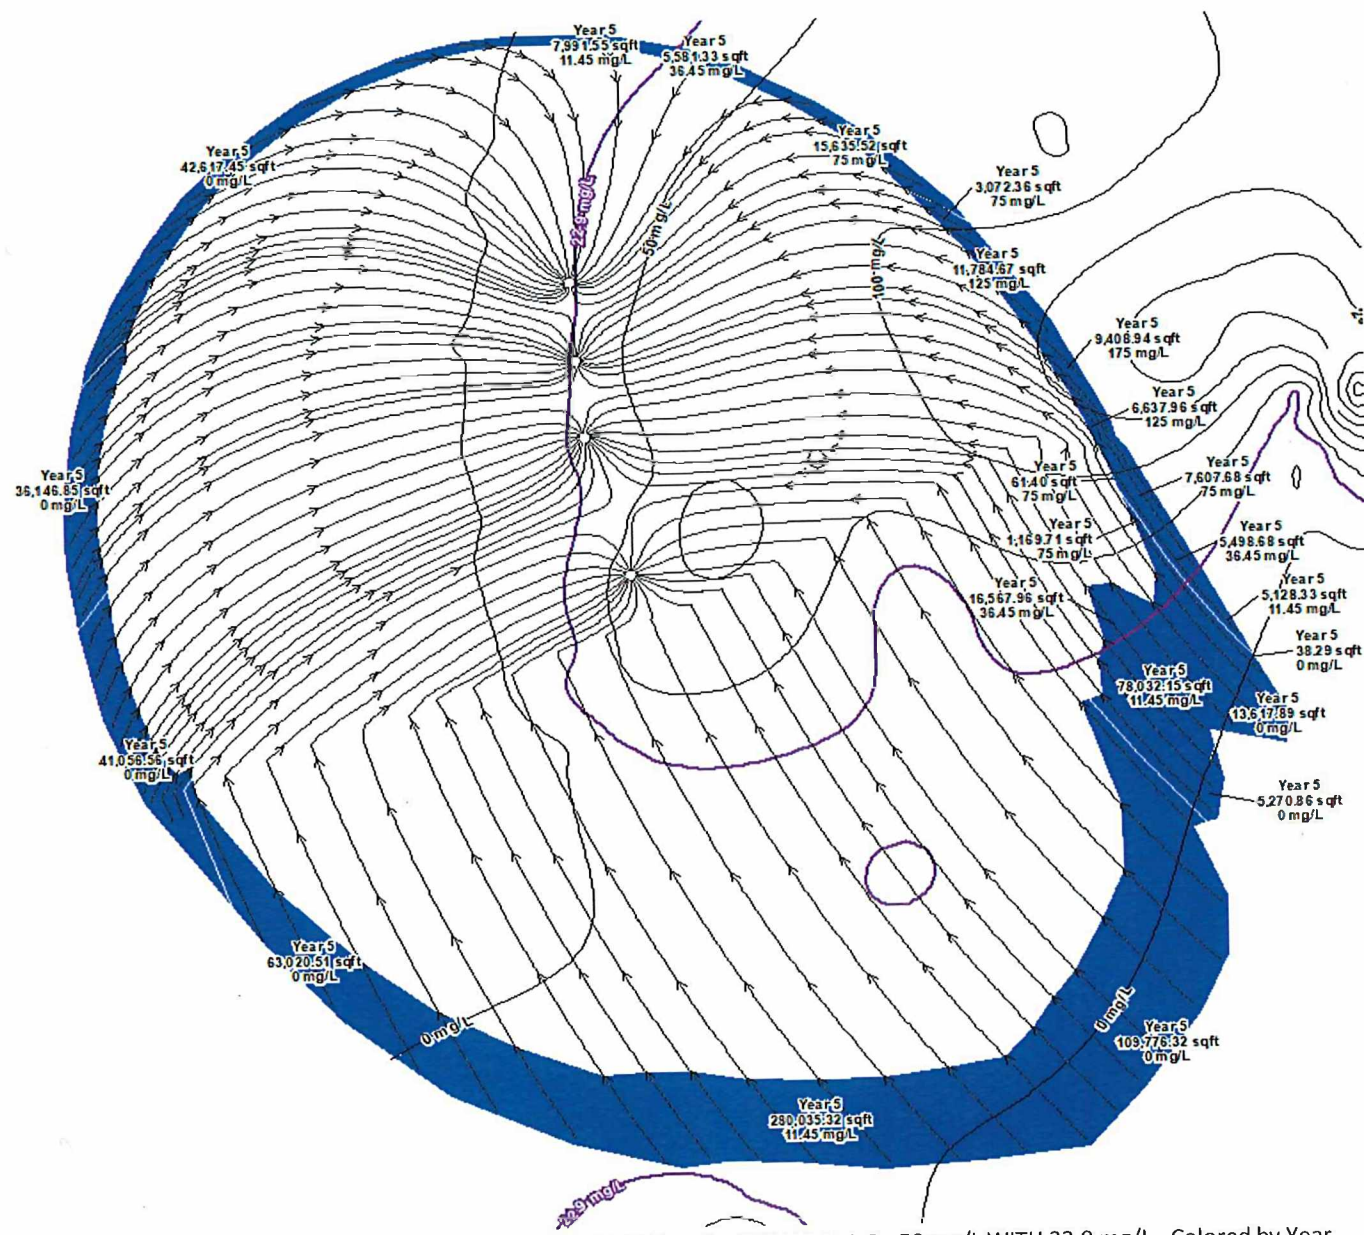 Year 5
7,991.55 sqft
11.45 mg/L
Year 5
5,581.33 sqft
36.45 mg/L
Year 5
15,635.52 sqft
75 mg/L
Year 5
42,617.45 sqft
0 mg/L
Year 5
3,072.36 sqft
75 mg/L
22.9 mg/L
50 mg/L
100 mg/L
Year 5
11,784.67 sqft
125 mg/L
Year 5
9,408.94 sqft
175 mg/L
Year 5
6,637.96 sqft
125 mg/L
Year 5
36,146.85 sqft
0 mg/L
Year 5
61.40 sqft
75 mg/L
Year 5
7,607.68 sqft
75 mg/L
Year 5
1,169.71 sqft
75 mg/L
Year 5
5,498.68 sqft
36.45 mg/L
Year 5
16,567.96 sqft
36.45 mg/L
Year 5
5,128.33 sqft
11.45 mg/L
Year 5
38.29 sqft
0 mg/L
Year 5
78,032.15 sqft
11.45 mg/L
Year 5
13,617.89 sqft
0 mg/L
Year 5
41,056.56 sqft
0 mg/L
Year 5
5,270.86 sqft
0 mg/L
Year 5
63,020.51 sqft
0 mg/L
0 mg/L
0 mg/L
Year 5
109,776.32 sqft
0 mg/L
Year 5
280,035.32 sqft
11.45 mg/L
22.9 mg/L
WITH 22.9 mg/L - Colored by Year